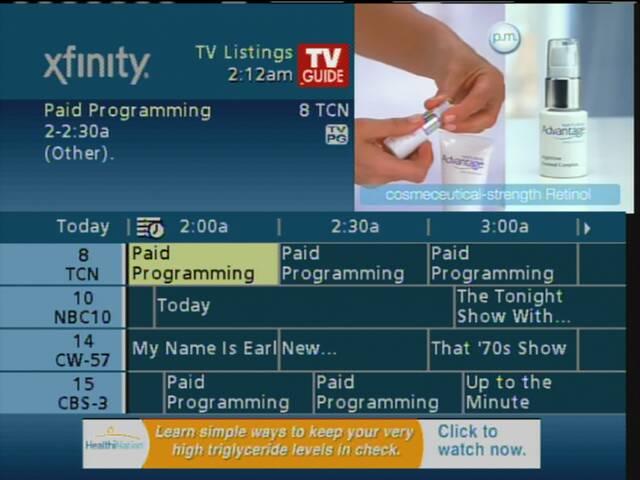 xfinity.
TV Listings
2:12am
TV
GUIDE
Paid Programming
8 TCN
2-2:30a
TV
PG
(Other).
p.m.
Advantage
Advantage
cosmeceutical-strength Retinol
Today
2:00a
2:30a
3:00a
8
TCN
Paid
Programming
Paid
Programming
Paid
Programming
10
NBC10
Today
The Tonight
Show With...
14
CW-57
My Name Is Earl
New...
That '70s Show
15
CBS-3
Paid
Programming
Paid
Programming
Up to the
Minute
HealthiNation
Learn simple ways to keep your very
high triglyceride levels in check.
Click to
watch now.